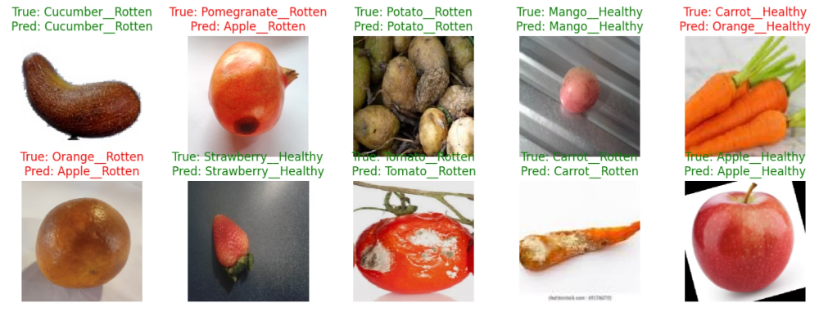 True: Cucumber__Rotten
Pred: Cucumber__Rotten
True: Pomegranate__Rotten
Pred: Apple__Rotten
True: Potato__Rotten
Pred: Potato__Rotten
True: Mango__Healthy
Pred: Mango__Healthy
True: Carrot__Healthy
Pred: Orange__Healthy
True: Orange__Rotten
Pred: Apple__Rotten
True: Strawberry__Healthy
Pred: Strawberry__Healthy
True: Tomato__Rotten
Pred: Tomato__Rotten
True: Carrot__Rotten
Pred: Carrot__Rotten
True: Apple__Healthy
Pred: Apple__Healthy